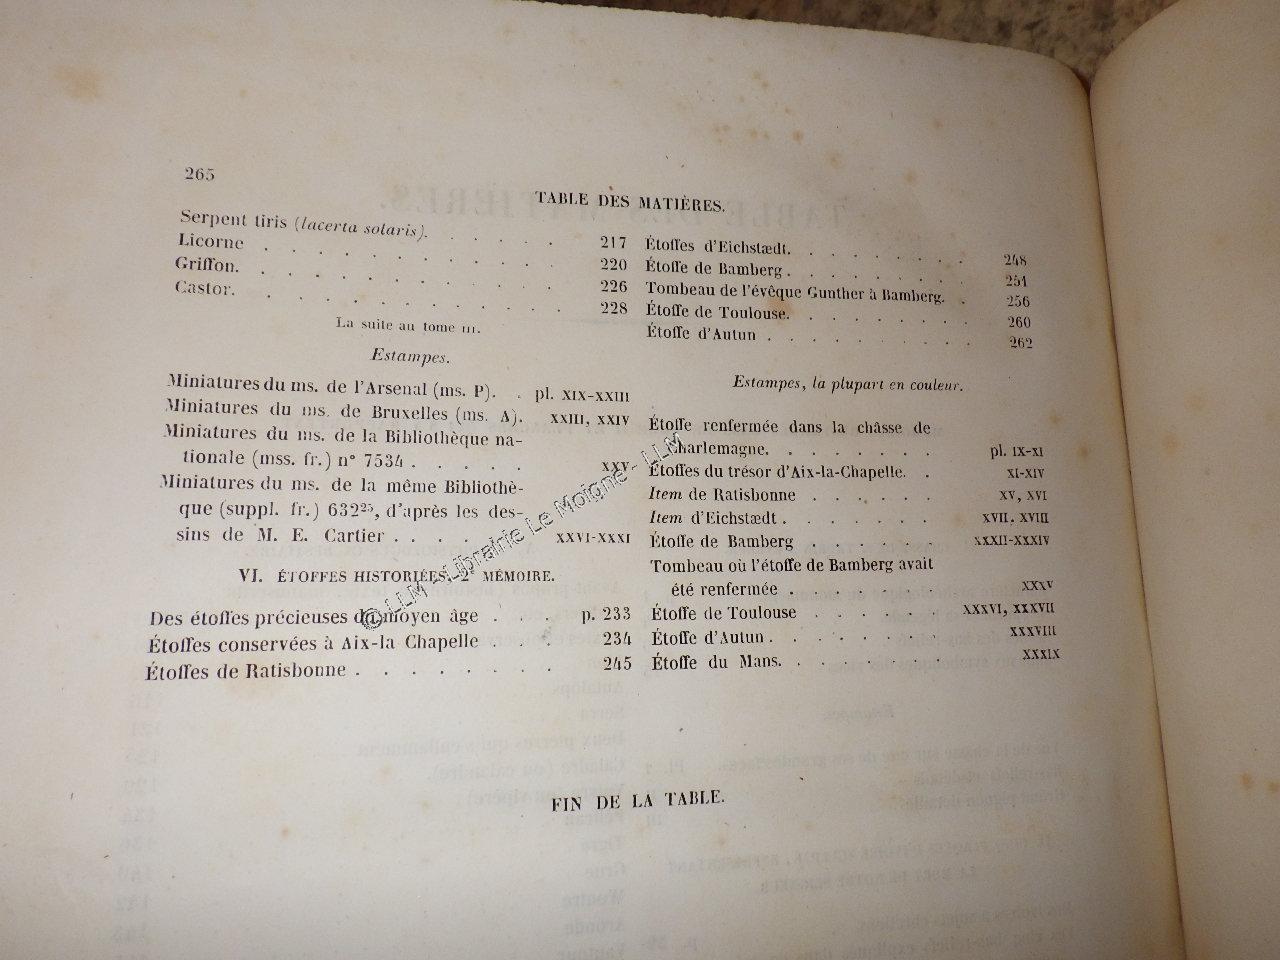 265
TABLE DES MATIÈRES.
Serpent tiris (lacerta solaris). . . . . . 217
Licorne . . . . . . . . . . . 220
Griffon. . . . . . . . . . . . 226
Castor. . . . . . . . . . . . 228
La suite au tome III.
Estampes.
Miniatures du ms. de l'Arsenal (ms. P). . pl. XIX-XXIII
Miniatures du ms. de Bruxelles (ms. A). XXIII, XXIV
Miniatures du ms. de la Bibliothèque na-
tionale (mss. fr.) n° 7534 . . . . . XXV
Miniatures du ms. de la même Bibliothè-
que (suppl. fr.) 632²⁵, d'après les des-
sins de M. E. Cartier . . . . . . XXVI-XXXI
VI. ÉTOFFES HISTORIÉES, 2e MÉMOIRE.
Des étoffes précieuses du moyen âge . . . p. 233
Étoffes conservées à Aix-la Chapelle . . . 234
Étoffes de Ratisbonne . . . . . . . . 245
Étoffes d'Eichstædt. . . . . . . . . 248
Étoffe de Bamberg . . . . . . . . . 251
Tombeau de l'évêque Gunther à Bamberg. . 256
Étoffe de Toulouse. . . . . . . . . 260
Étoffe d'Autun . . . . . . . . . . 262
Estampes, la plupart en couleur.
Étoffe renfermée dans la châsse de
Charlemagne. . . . . . . . pl. IX-XI
Étoffes du trésor d'Aix-la-Chapelle. . XI-XIV
Item de Ratisbonne . . . . . . XV, XVI
Item d'Eichstædt . . . . . . . XVII, XVIII
Étoffe de Bamberg . . . . . . XXXII-XXXIV
Tombeau où l'étoffe de Bamberg avait
été renfermée . . . . . . . XXXV
Étoffe de Toulouse . . . . . . XXXVI, XXXVII
Étoffe d'Autun . . . . . . . . XXXVIII
Étoffe du Mans. . . . . . . . XXXIX
FIN DE LA TABLE.
© LLM - Librairie Le Moigne - LLM